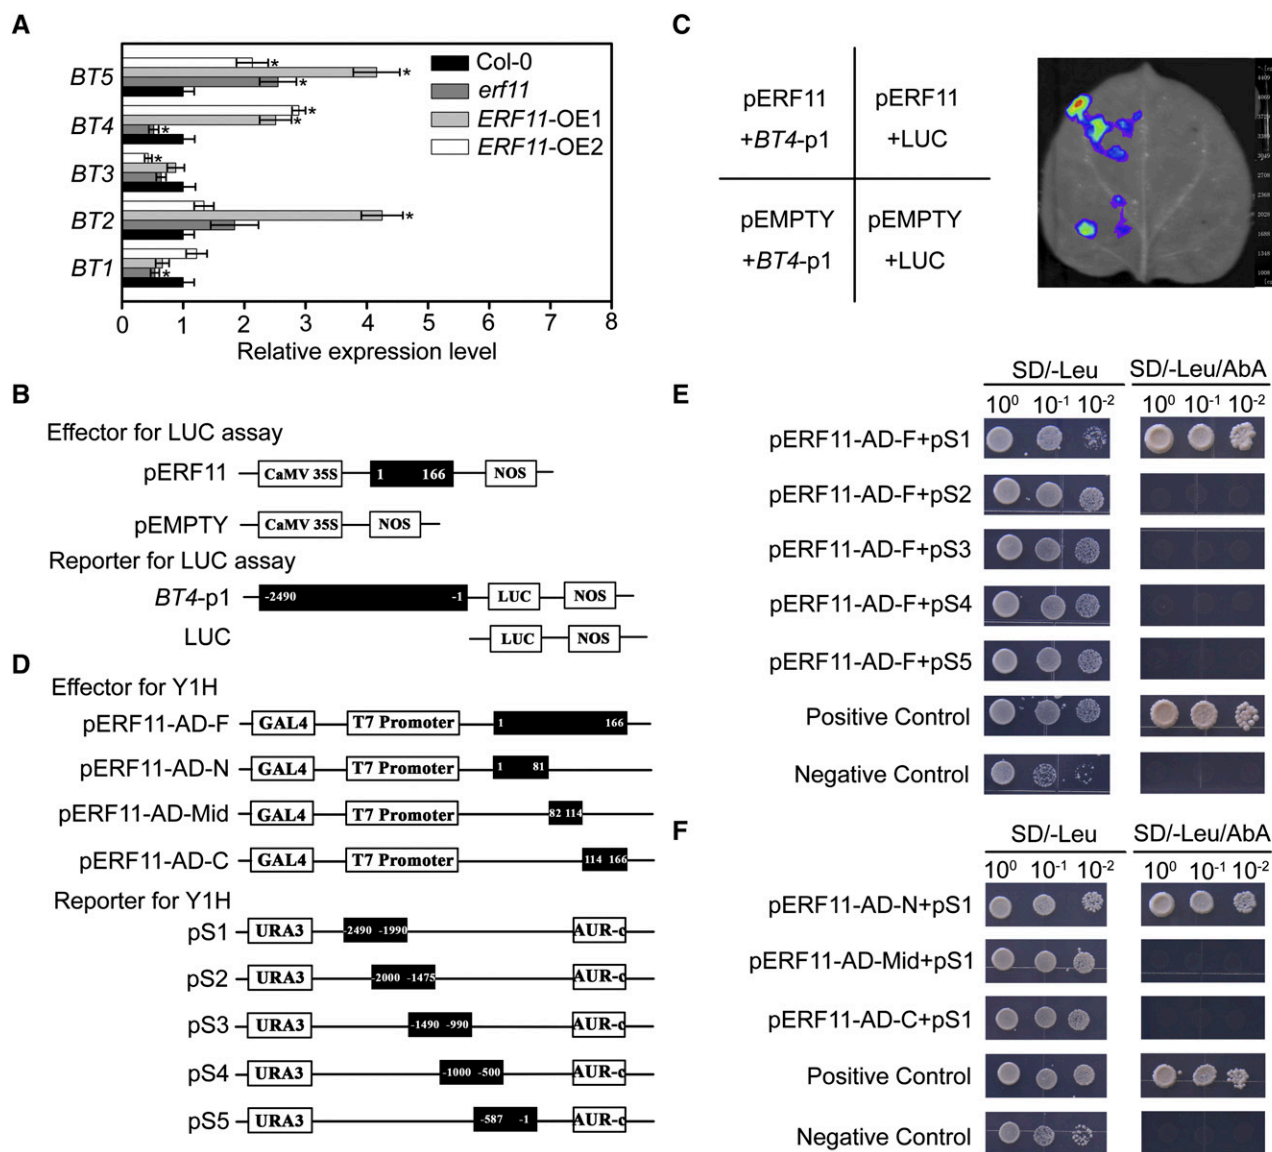 A
BT5
BT4
BT3
BT2
BT1
Col-0
erf11
ERF11-OE1
ERF11-OE2
* * * * * * * * * *
0 1 2 3 4 5 6 7 8
Relative expression level
B
Effector for LUC assay
pERF11 CaMV 35S 1 166 NOS
pEMPTY CaMV 35S NOS
Reporter for LUC assay
BT4-p1 -2490 -1 LUC NOS
LUC LUC NOS
C
pERF11 pERF11
+BT4-p1 +LUC
pEMPTY pEMPTY
+BT4-p1 +LUC
D
Effector for Y1H
pERF11-AD-F GAL4 T7 Promoter 1 166
pERF11-AD-N GAL4 T7 Promoter 1 81
pERF11-AD-Mid GAL4 T7 Promoter 82 114
pERF11-AD-C GAL4 T7 Promoter 114 166
Reporter for Y1H
pS1 URA3 -2490 -1990 AUR-c
pS2 URA3 -2000 -1475 AUR-c
pS3 URA3 -1490 -990 AUR-c
pS4 URA3 -1000 -500 AUR-c
pS5 URA3 -587 -1 AUR-c
E
SD/-Leu SD/-Leu/AbA
10⁰ 10⁻¹ 10⁻² 10⁰ 10⁻¹ 10⁻²
pERF11-AD-F+pS1
pERF11-AD-F+pS2
pERF11-AD-F+pS3
pERF11-AD-F+pS4
pERF11-AD-F+pS5
Positive Control
Negative Control
F
SD/-Leu SD/-Leu/AbA
10⁰ 10⁻¹ 10⁻² 10⁰ 10⁻¹ 10⁻²
pERF11-AD-N+pS1
pERF11-AD-Mid+pS1
pERF11-AD-C+pS1
Positive Control
Negative Control